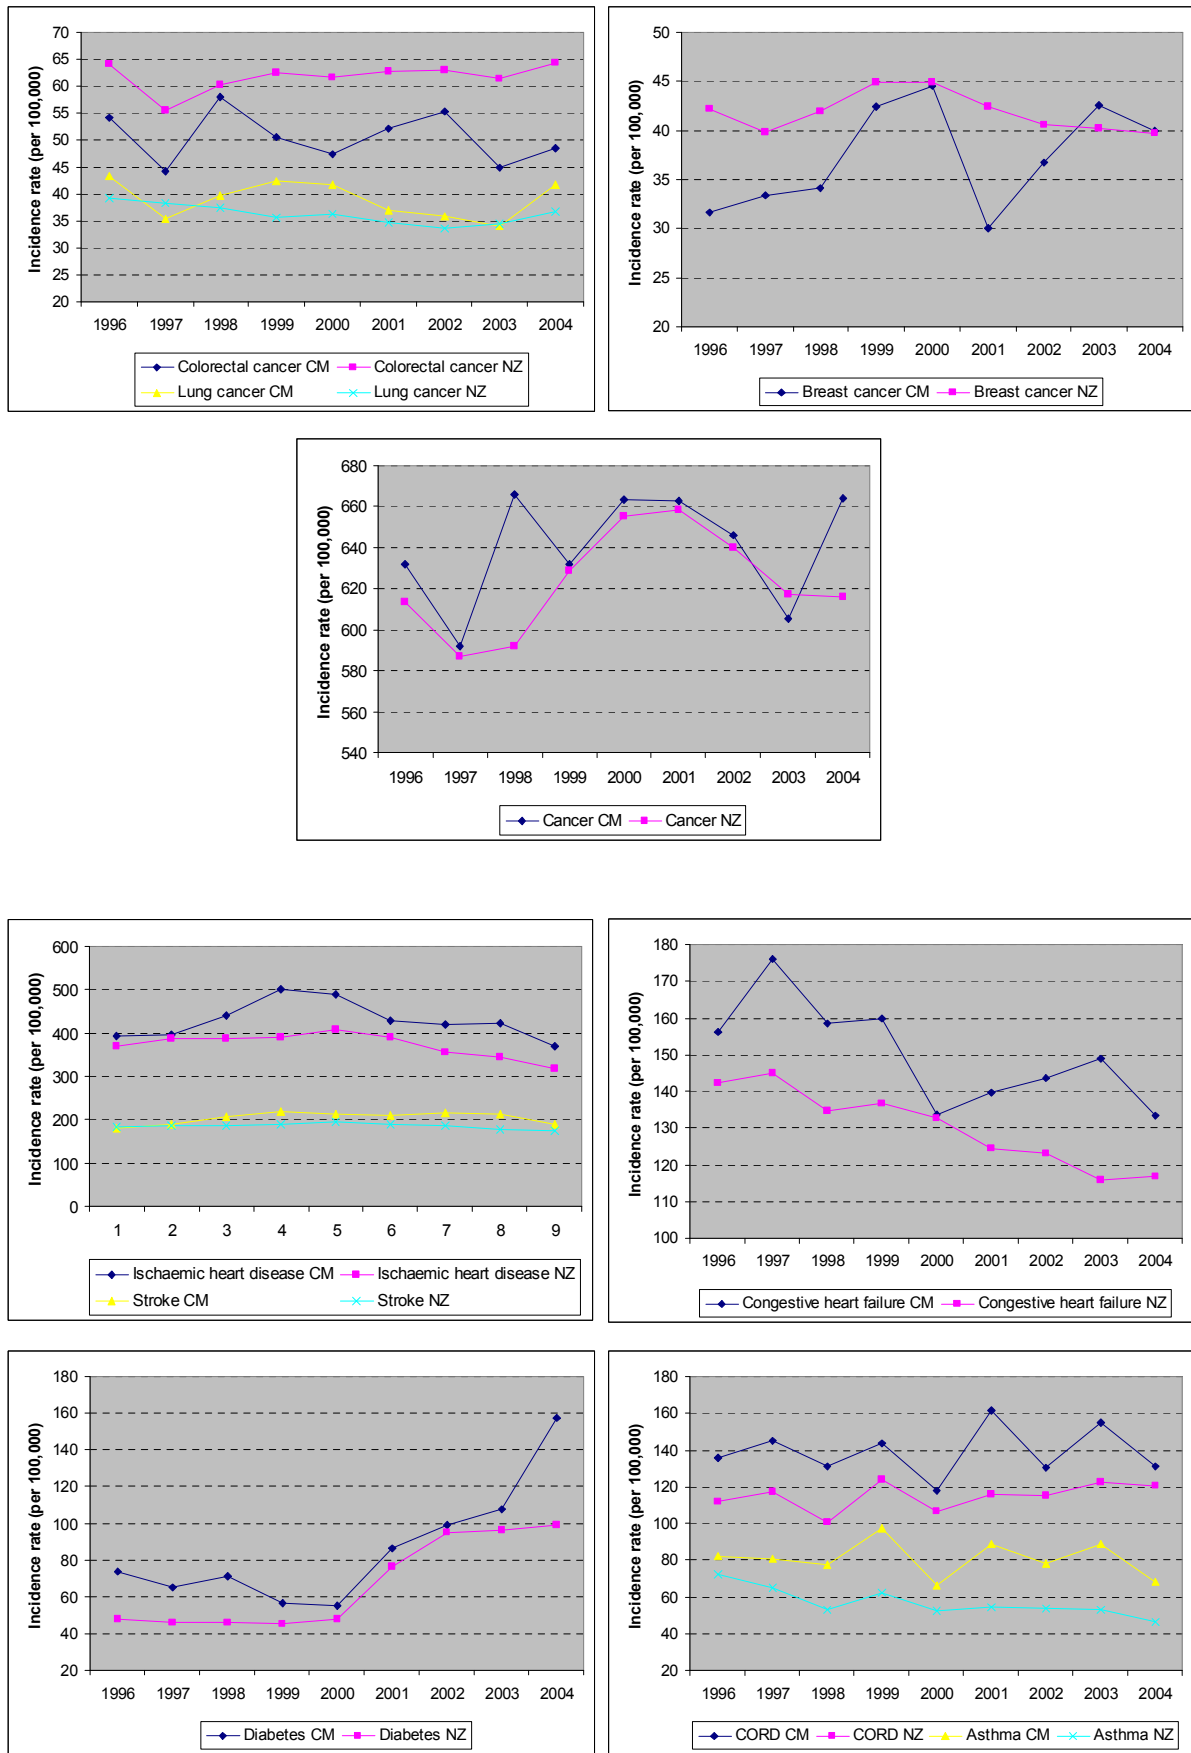 Incidence rate (per 100,000)
70
65
60
55
50
45
40
35
30
25
20
1996 1997 1998 1999 2000 2001 2002 2003 2004
Colorectal cancer CM Colorectal cancer NZ
Lung cancer CM Lung cancer NZ
Incidence rate (per 100,000)
50
45
40
35
30
25
20
1996 1997 1998 1999 2000 2001 2002 2003 2004
Breast cancer CM Breast cancer NZ
Incidence rate (per 100,000)
680
660
640
620
600
580
560
540
1996 1997 1998 1999 2000 2001 2002 2003 2004
Cancer CM Cancer NZ
Incidence rate (per 100,000)
600
500
400
300
200
100
0
1 2 3 4 5 6 7 8 9
Ischaemic heart disease CM Ischaemic heart disease NZ
Stroke CM Stroke NZ
Incidence rate (per 100,000)
180
170
160
150
140
130
120
110
100
1996 1997 1998 1999 2000 2001 2002 2003 2004
Congestive heart failure CM Congestive heart failure NZ
Incidence rate (per 100,000)
180
160
140
120
100
80
60
40
20
1996 1997 1998 1999 2000 2001 2002 2003 2004
Diabetes CM Diabetes NZ
Incidence rate (per 100,000)
180
160
140
120
100
80
60
40
20
1996 1997 1998 1999 2000 2001 2002 2003 2004
CORD CM CORD NZ Asthma CM Asthma NZ